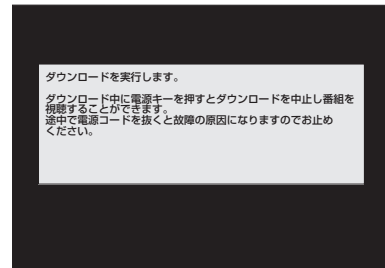 ダウンロードを実行します。
ダウンロード中に電源キーを押すとダウンロードを中止し番組を
視聴することができます。
途中で電源コードを抜くと故障の原因になりますのでお止め
ください。